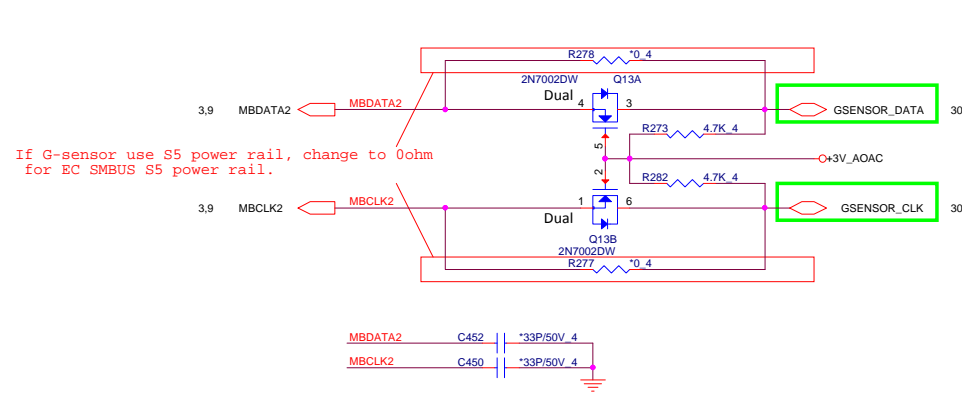 R278 *0_4
2N7002DW Q13A
Dual 4 3
3,9 MBDATA2 MBDATA2 GSENSOR_DATA 30
R273 4.7K_4
5
If G-sensor use S5 power rail, change to 0ohm
for EC SMBUS S5 power rail.
+3V_AOAC
2
R282 4.7K_4
3,9 MBCLK2 MBCLK2 1 6 GSENSOR_CLK 30
Dual
Q13B
2N7002DW
R277 *0_4
MBDATA2 C452 *33P/50V_4
MBCLK2 C450 *33P/50V_4